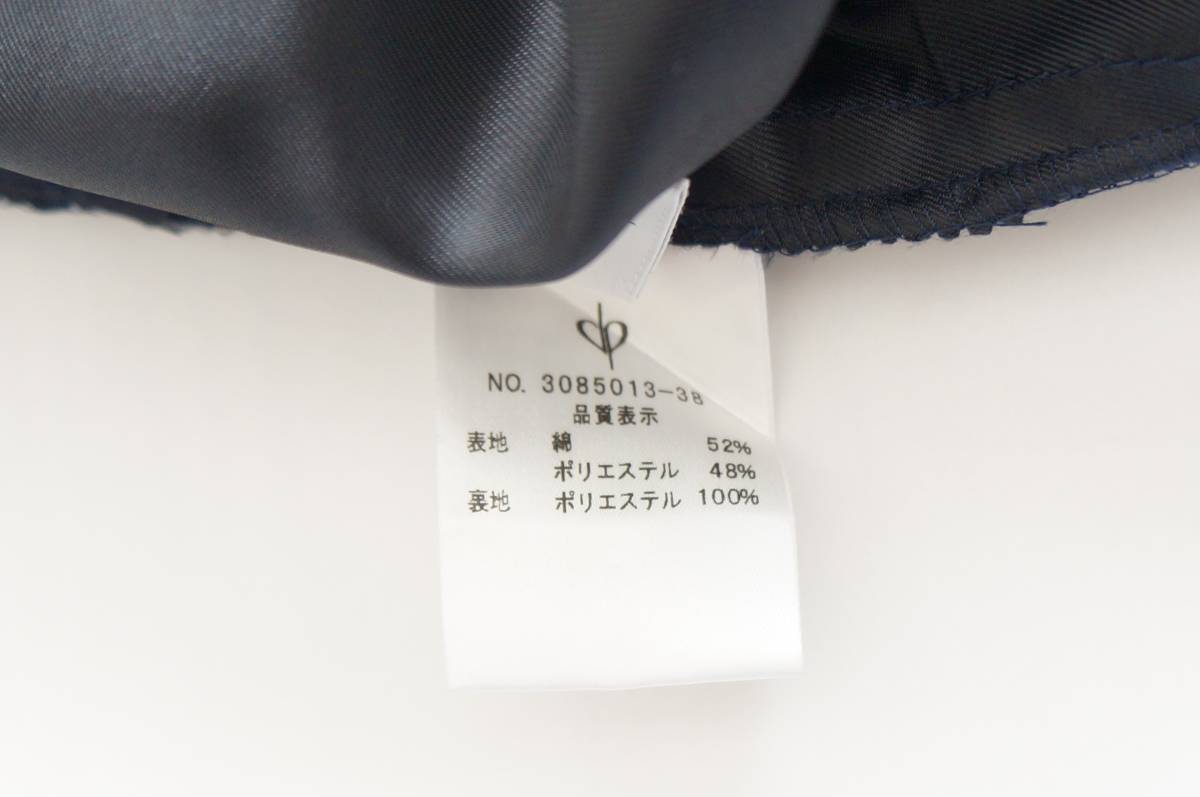 NO. 3085013-38
品質表示
表地 綿 52%
ポリエステル 48%
裏地 ポリエステル 100%